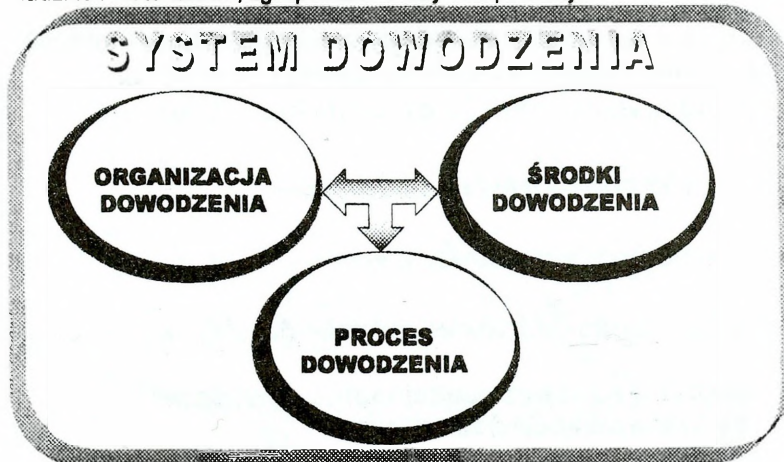 SYSTEM DOWODZENIA
ORGANIZACJA
DOWODZENIA
ŚRODKI
DOWODZENIA
PROCES
DOWODZENIA